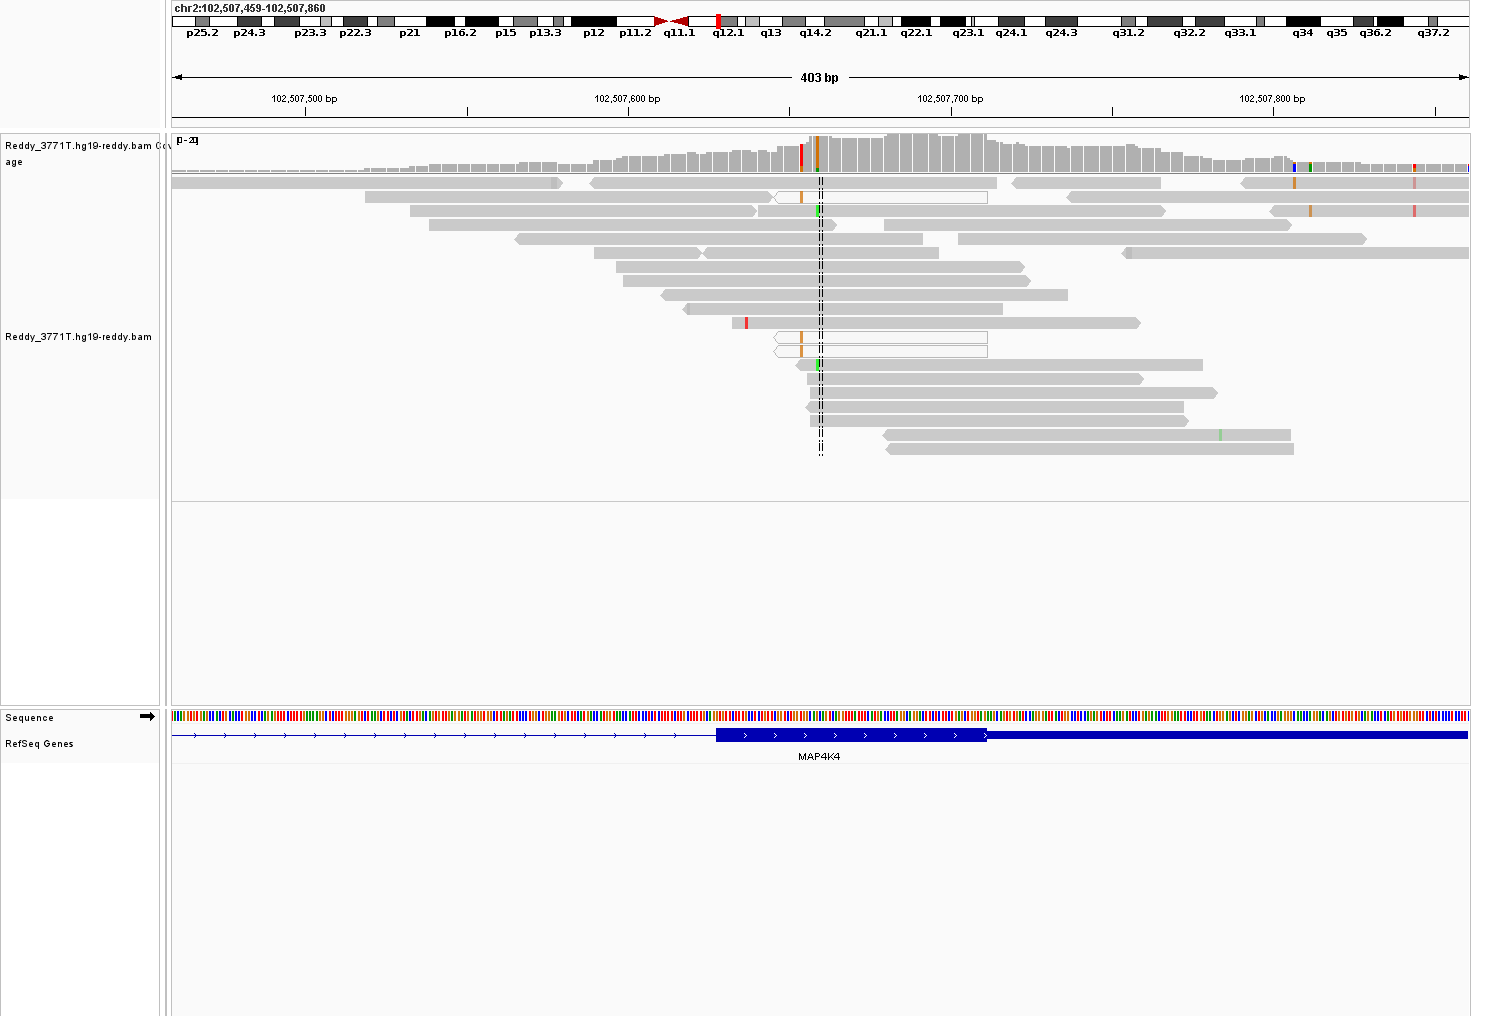 chr2:102,507,459-102,507,860
p25.2 p24.3 p23.3 p22.3 p21 p16.2 p15 p13.3 p12 p11.2 q11.1 q12.1 q13 q14.2 q21.1 q22.1 q23.1 q24.1 q24.3 q31.2 q32.2 q33.1 q34 q35 q36.2 q37.2
403 bp
102,507,500 bp 102,507,600 bp 102,507,700 bp 102,507,800 bp
[0 - 20]
Reddy_3771T.hg19-reddy.bam Cov
age
Reddy_3771T.hg19-reddy.bam
Sequence
RefSeq Genes
MAP4K4